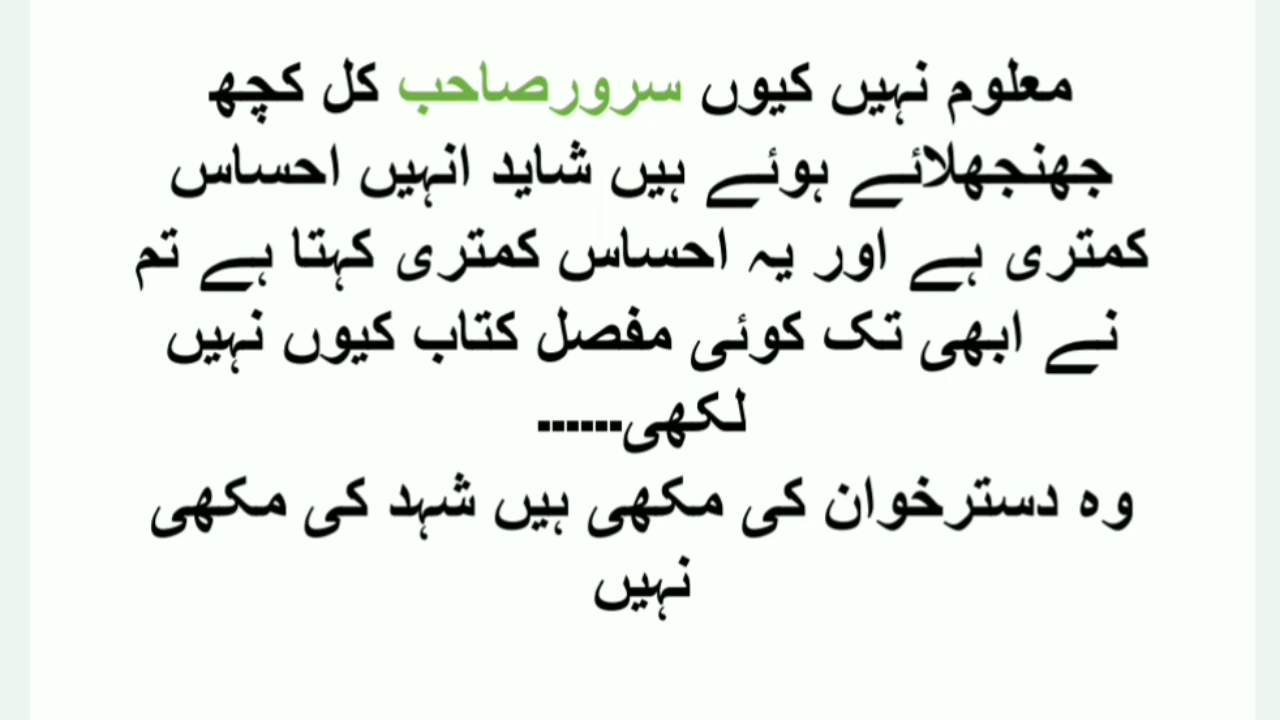 معلوم نہیں کیوں سرورصاحب کل کچھ
جھنجھلائے ہوئے ہیں شاید انہیں احساس
کمتری ہے اور یہ احساس کمتری کہتا ہے تم
نے ابھی تک کوئی مفصل کتاب کیوں نہیں
لکھی......
وہ دسترخوان کی مکھی ہیں شہد کی مکھی
نہیں